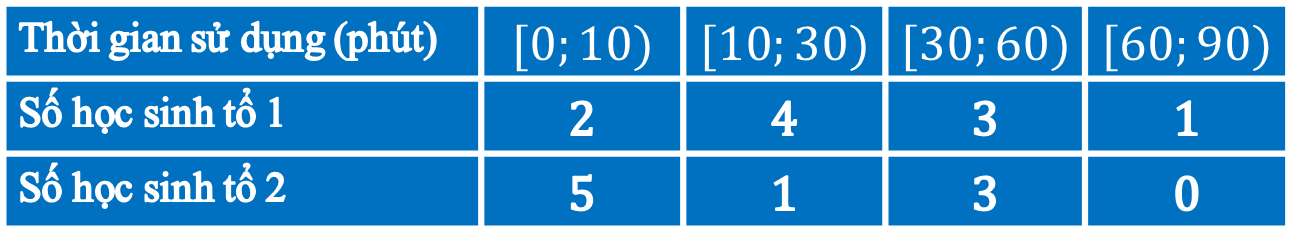 Thời gian sử dụng (phút) [0; 10) [10; 30) [30; 60) [60; 90)
Số học sinh tổ 1 2 4 3 1
Số học sinh tổ 2 5 1 3 0